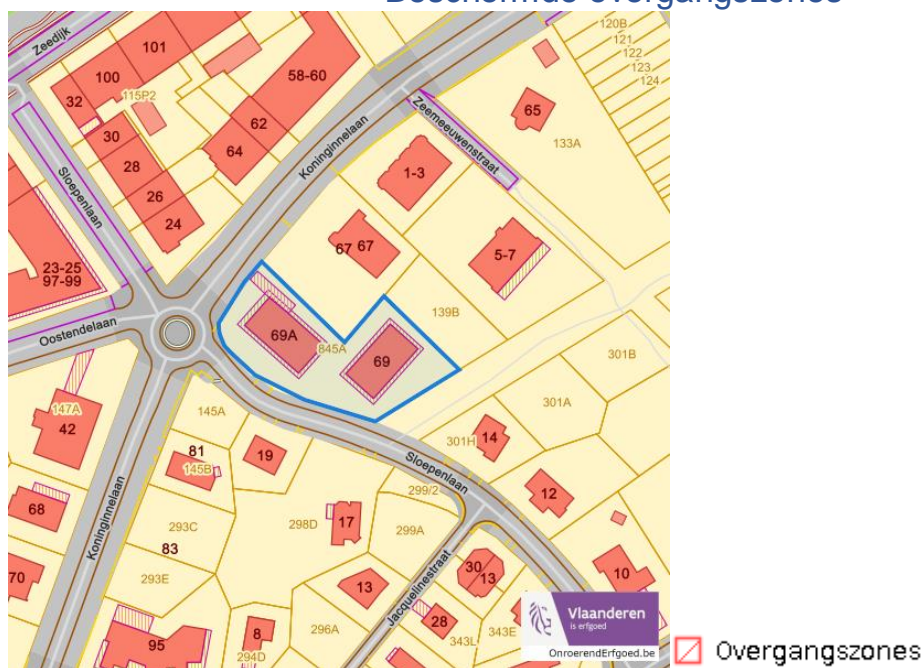 Beschermde overgangszones
Zeedijk
101
100
58-60
120B
121
122
123
124
32
115P2
65
Zeemeeuwenstraat
30
62
133A
Koninginnelaan
28
64
1-3
Sloepenlaan
26
24
67 67
5-7
23-25
97-99
139B
Oostendelaan
69A
845A
69
301B
147A
145A
301A
42
301H
14
81
145B
19
Sloepenlaan
299/2
12
68
293C
298D
17
299A
Koninginnelaan
83
70
293E
13
Jacquelinestraat
30
13
10
296A
28
8
95
294D
343L
343E
Vlaanderen
is erfgoed
OnroerendErfgoed.be
Overgangszones